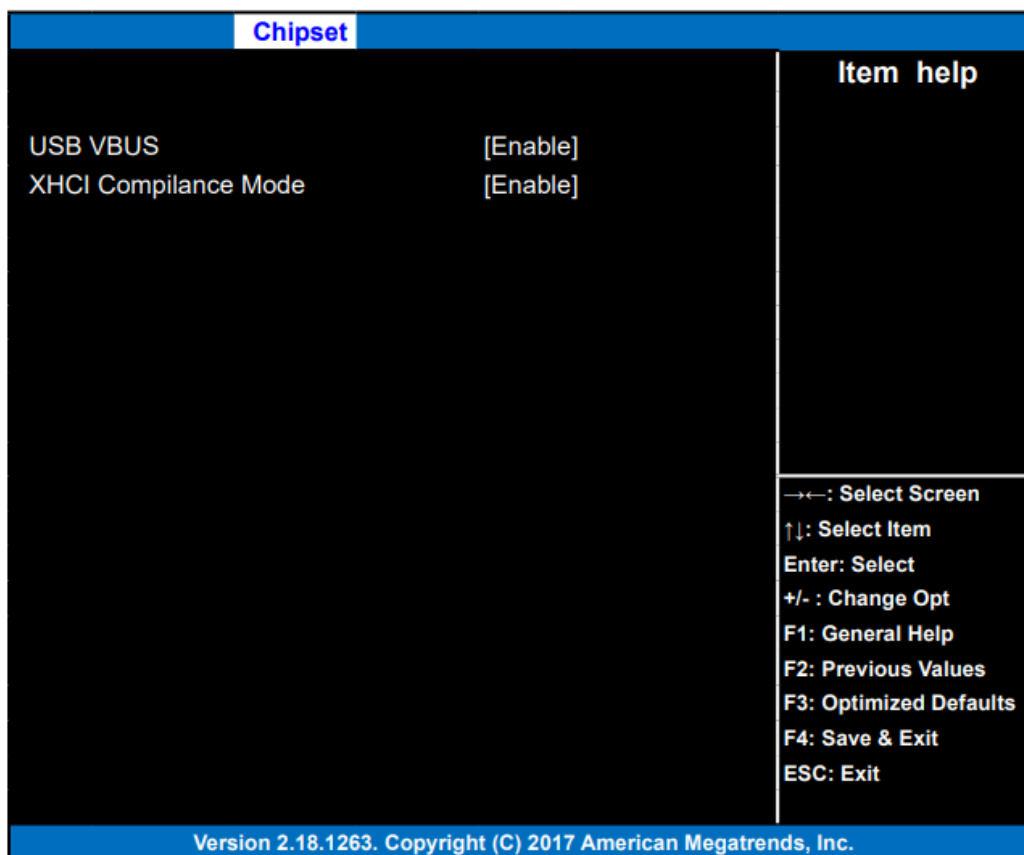 Chipset
Item help
USB VBUS [Enable]
XHCI Compilance Mode [Enable]
→←: Select Screen
↑↓: Select Item
Enter: Select
+/- : Change Opt
F1: General Help
F2: Previous Values
F3: Optimized Defaults
F4: Save & Exit
ESC: Exit
Version 2.18.1263. Copyright (C) 2017 American Megatrends, Inc.